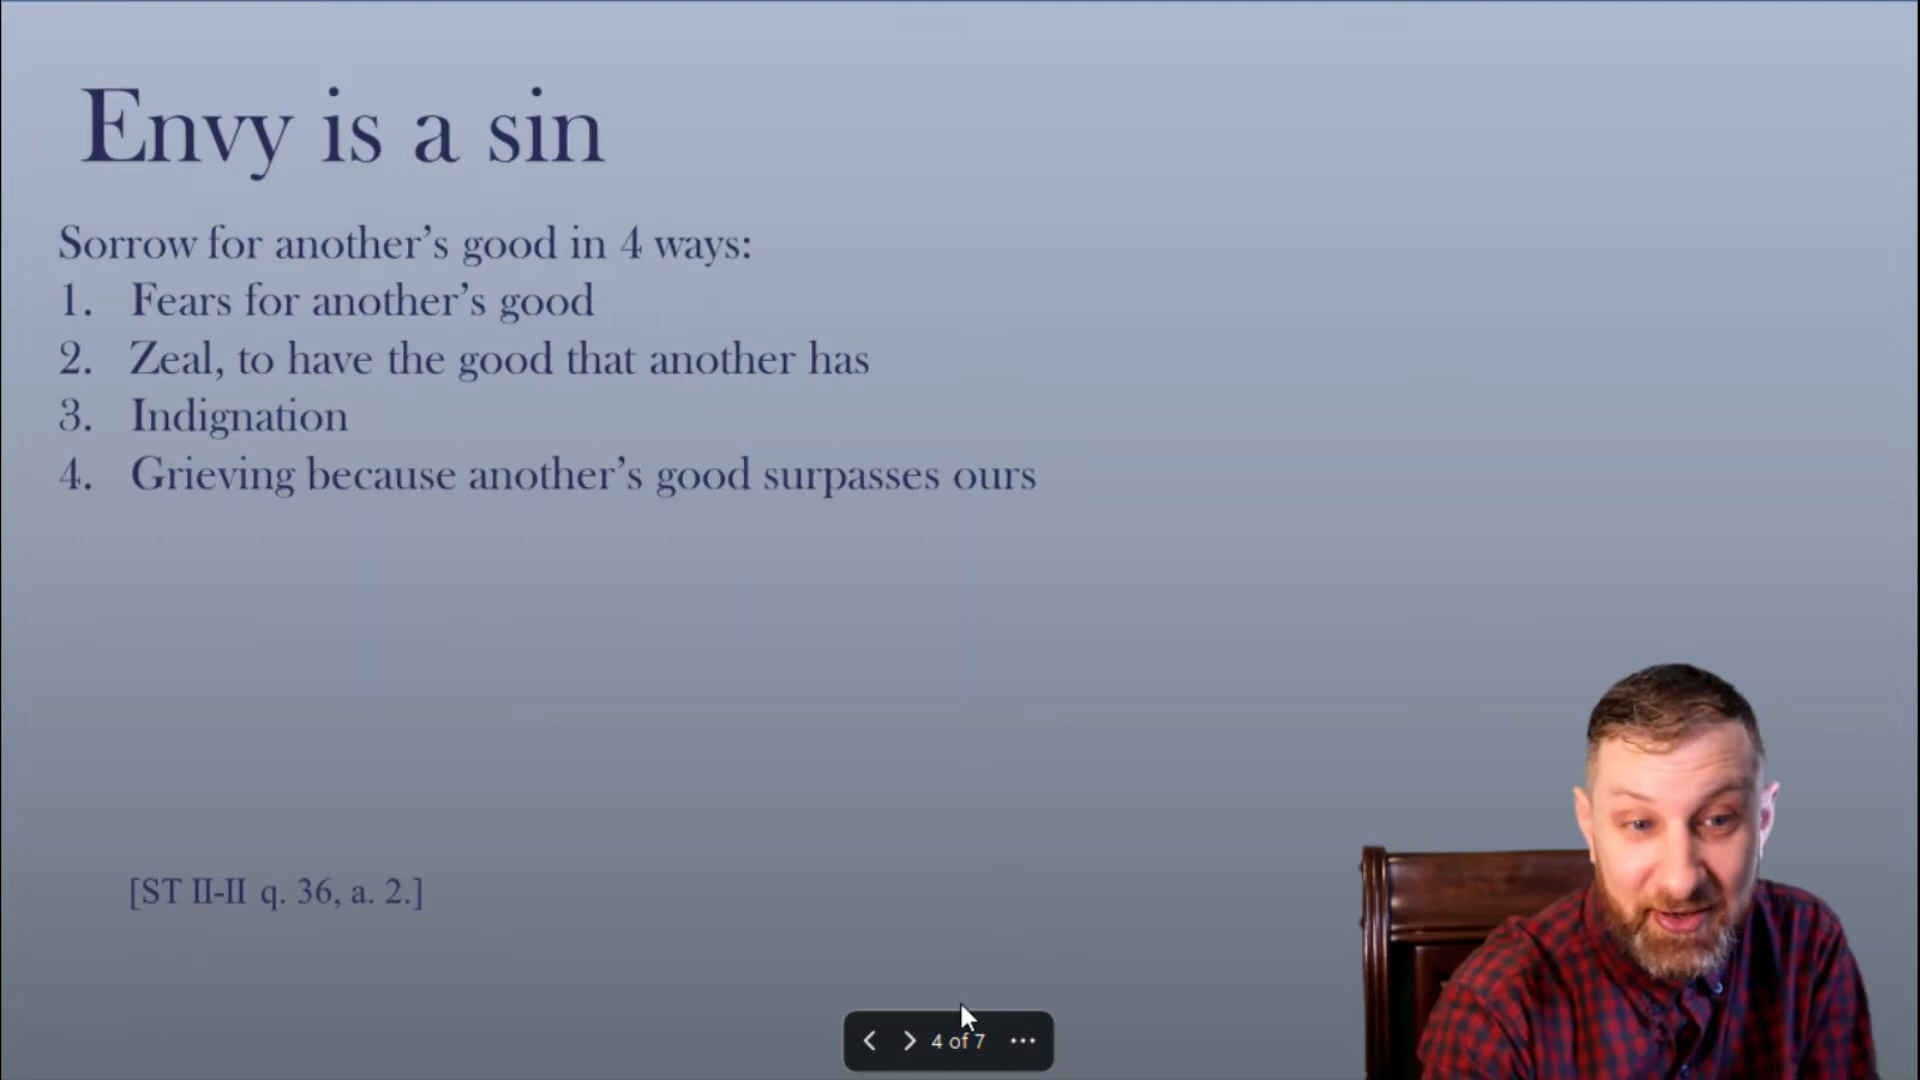 Envy is a sin
Sorrow for another’s good in 4 ways:
1. Fears for another’s good
2. Zeal, to have the good that another has
3. Indignation
4. Grieving because another’s good surpasses ours
[ST II-II q. 36, a. 2.]
4 of 7